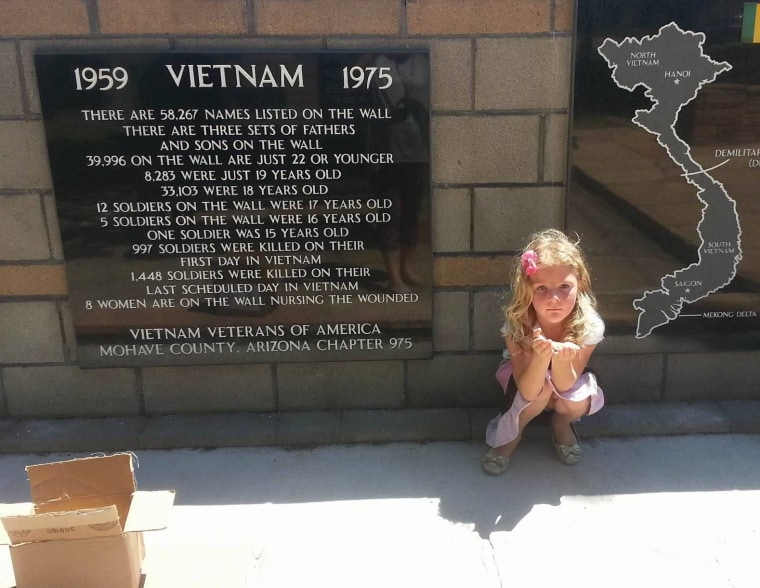 1959 VIETNAM 1975
THERE ARE 58,267 NAMES LISTED ON THE WALL
THERE ARE THREE SETS OF FATHERS
AND SONS ON THE WALL
39,996 ON THE WALL ARE JUST 22 OR YOUNGER
8,283 WERE JUST 19 YEARS OLD
33,103 WERE 18 YEARS OLD
12 SOLDIERS ON THE WALL WERE 17 YEARS OLD
5 SOLDIERS ON THE WALL WERE 16 YEARS OLD
ONE SOLDIER WAS 15 YEARS OLD
997 SOLDIERS WERE KILLED ON THEIR
FIRST DAY IN VIETNAM
1,448 SOLDIERS WERE KILLED ON THEIR
LAST SCHEDULED DAY IN VIETNAM
8 WOMEN ARE ON THE WALL NURSING THE WOUNDED
VIETNAM VETERANS OF AMERICA
MOHAVE COUNTY, ARIZONA CHAPTER 975
NORTH
VIETNAM
HANOI
DEMILITAR
(D
SOUTH
VIETNAM
SAIGON
MEKONG DELTA